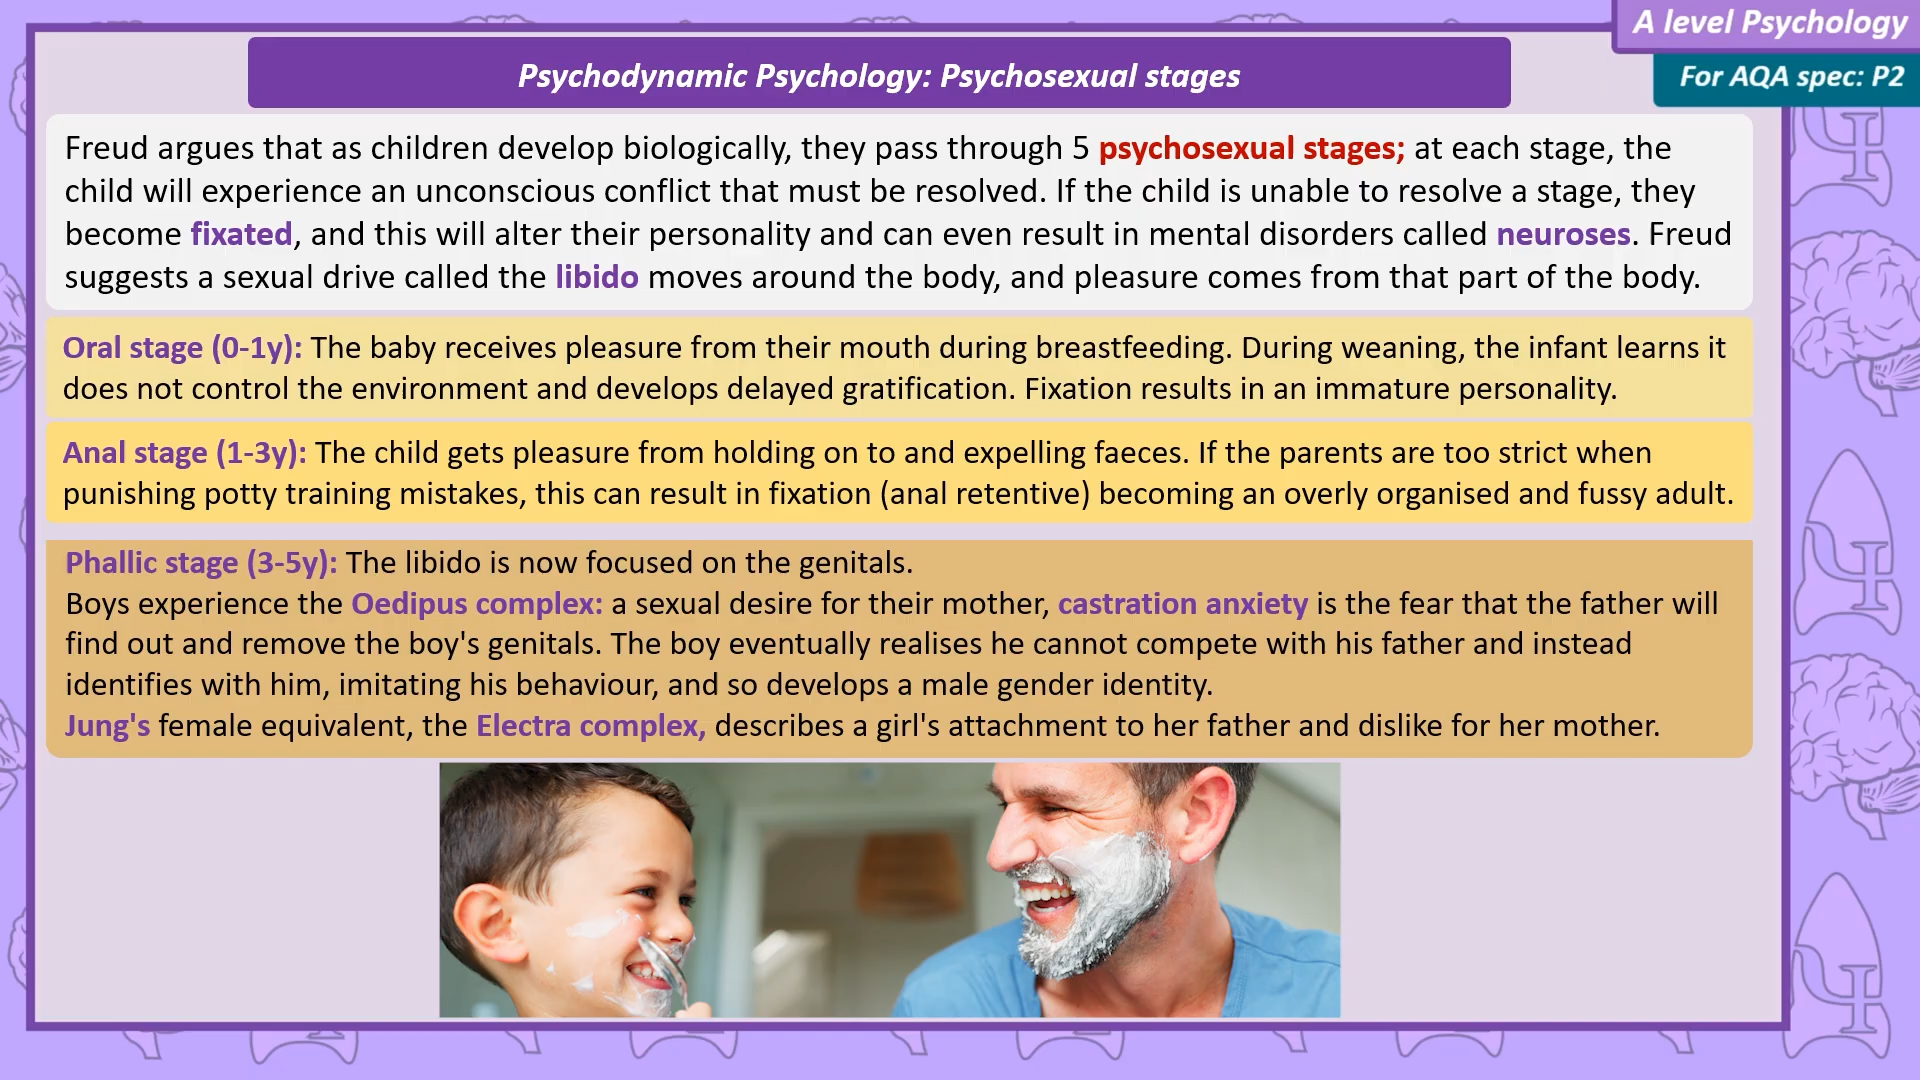 A level Psychology
For AQA spec: P2
Psychodynamic Psychology: Psychosexual stages
Freud argues that as children develop biologically, they pass through 5 psychosexual stages; at each stage, the
child will experience an unconscious conflict that must be resolved. If the child is unable to resolve a stage, they
become fixated, and this will alter their personality and can even result in mental disorders called neuroses. Freud
suggests a sexual drive called the libido moves around the body, and pleasure comes from that part of the body.
Oral stage (0-1y): The baby receives pleasure from their mouth during breastfeeding. During weaning, the infant learns it
does not control the environment and develops delayed gratification. Fixation results in an immature personality.
Anal stage (1-3y): The child gets pleasure from holding on to and expelling faeces. If the parents are too strict when
punishing potty training mistakes, this can result in fixation (anal retentive) becoming an overly organised and fussy adult.
Phallic stage (3-5y): The libido is now focused on the genitals.
Boys experience the Oedipus complex: a sexual desire for their mother, castration anxiety is the fear that the father will
find out and remove the boy's genitals. The boy eventually realises he cannot compete with his father and instead
identifies with him, imitating his behaviour, and so develops a male gender identity.
Jung's female equivalent, the Electra complex, describes a girl's attachment to her father and dislike for her mother.